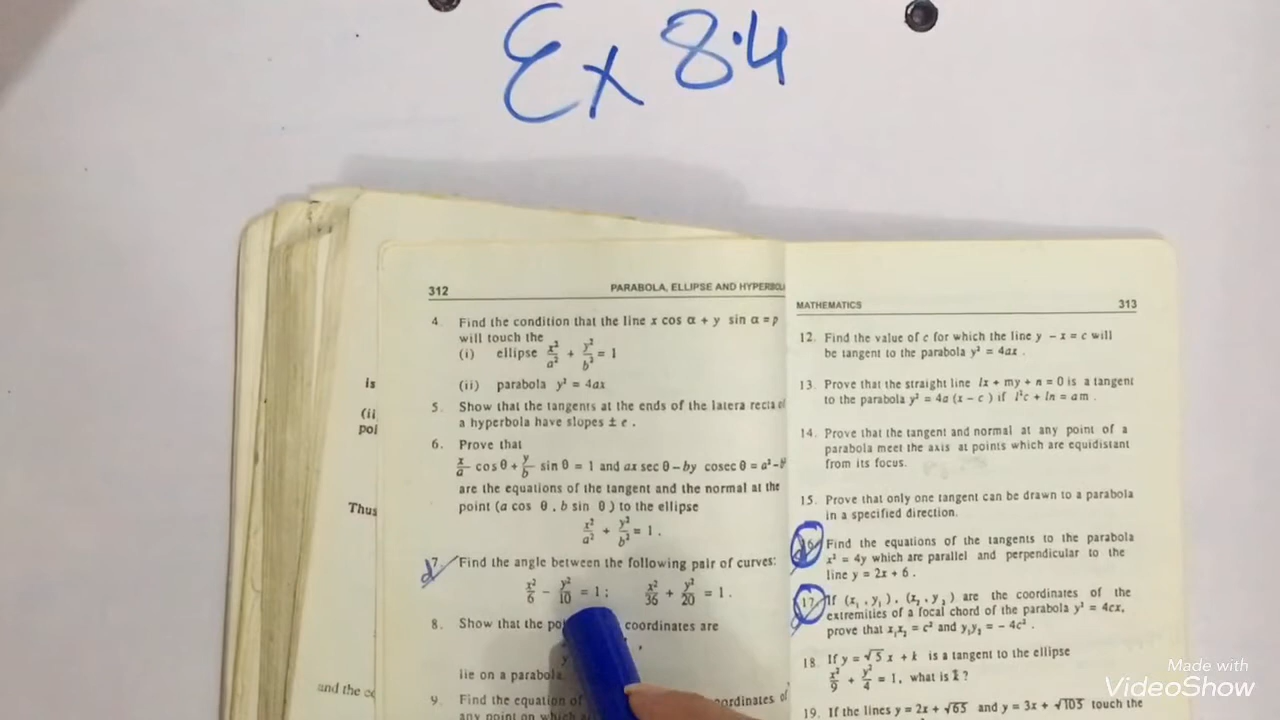 Ex 8.4
312 PARABOLA, ELLIPSE AND HYPERBOLA
4. Find the condition that the line x cos α + y sin α = p
will touch the
(i) ellipse x²/a² + y²/b² = 1
(ii) parabola y² = 4ax
5. Show that the tangents at the ends of the latera recta of
a hyperbola have slopes ± e .
6. Prove that
x/a cos θ + y/b sin θ = 1 and ax sec θ – by cosec θ = a² – b²
are the equations of the tangent and the normal at the
point (a cos θ , b sin θ ) to the ellipse
x²/a² + y²/b² = 1 .
7. Find the angle between the following pair of curves:
x²/6 – y²/10 = 1 ; x²/36 + y²/20 = 1 .
8. Show that the coordinates are
y ,
lie on a parabola.
9. Find the equation of coordinates of
any point on which
is
(ii
poi
Thus
and the
MATHEMATICS 313
12. Find the value of c for which the line y – x = c will
be tangent to the parabola y² = 4ax .
13. Prove that the straight line lx + my + n = 0 is a tangent
to the parabola y² = 4a (x – c ) if l²c + ln = am .
14. Prove that the tangent and normal at any point of a
parabola meet the axis at points which are equidistant
from its focus.
15. Prove that only one tangent can be drawn to a parabola
in a specified direction.
16. Find the equations of the tangents to the parabola
x² = 4y which are parallel and perpendicular to the
line y = 2x + 6 .
17. If (x₁ , y₁ ) , (x₂ , y₂ ) are the coordinates of the
extremities of a focal chord of the parabola y² = 4cx,
prove that x₁x₂ = c² and y₁y₂ = – 4c² .
18. If y = √5 x + k is a tangent to the ellipse
x²/9 + y²/4 = 1, what is k ?
19. If the lines y = 2x + √65 and y = 3x + √105 touch the
Made with
VideoShow